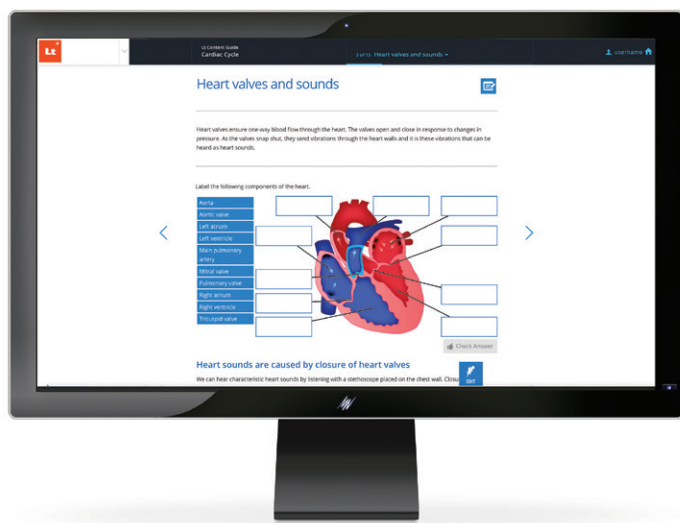 Lt
Lt Content Guide
Cardiac Cycle
Heart valves and sounds
username
Heart valves and sounds
Heart valves ensure one-way blood flow through the heart. The valves open and close in response to changes in
pressure. As the valves snap shut, they send vibrations through the heart walls and it is these vibrations that can be
heard as heart sounds.
Label the following components of the heart.
Aorta
Aortic valve
Left atrium
Left ventricle
Main pulmonary
artery
Mitral valve
Pulmonary valve
Right atrium
Right ventricle
Tricuspid valve
Check Answer
Heart sounds are caused by closure of heart valves
We can hear characteristic heart sounds by listening with a stethoscope placed on the chest wall. Closu